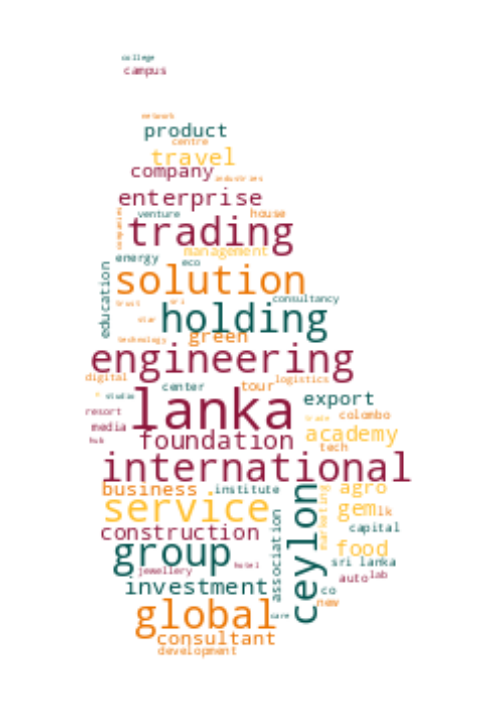 college
campus
network
product
centre
travel
company industries
enterprise
companies venture house
trading
management
energy eco
education solution
consultancy
trust sri
holding
star
green
technology
engineering
digital logistics
center tour
studio export
lanka
resort colombo
trade
media foundation academy
hub tech
international
business institute ceylon marketing agro
service gem lk
association capital
construction
group food
sri lanka
jewellery hotel auto lab
investment co
global new
care
consultant
development